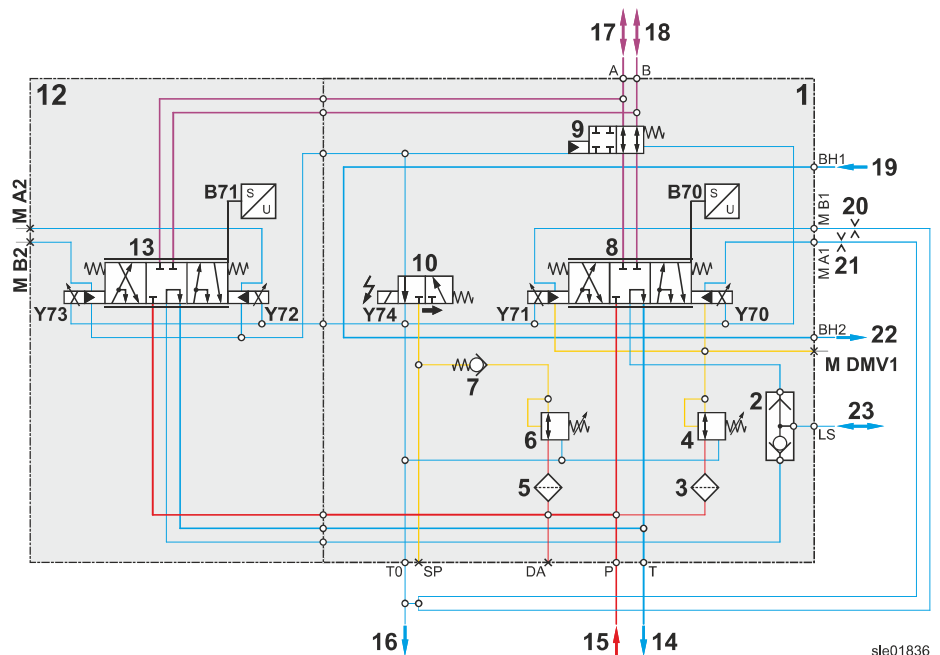 17 18
A B
12 1
9
BH1 19
B71 S U B70 S U
M A2 M B1 20
M B2 13 8 M A1 21
10
Y73 Y72 Y74 Y71 Y70
BH2 22
M DMV1
7
2
6 4 23
LS
5 3
T0 SP DA P T
16 15 14
sle01836